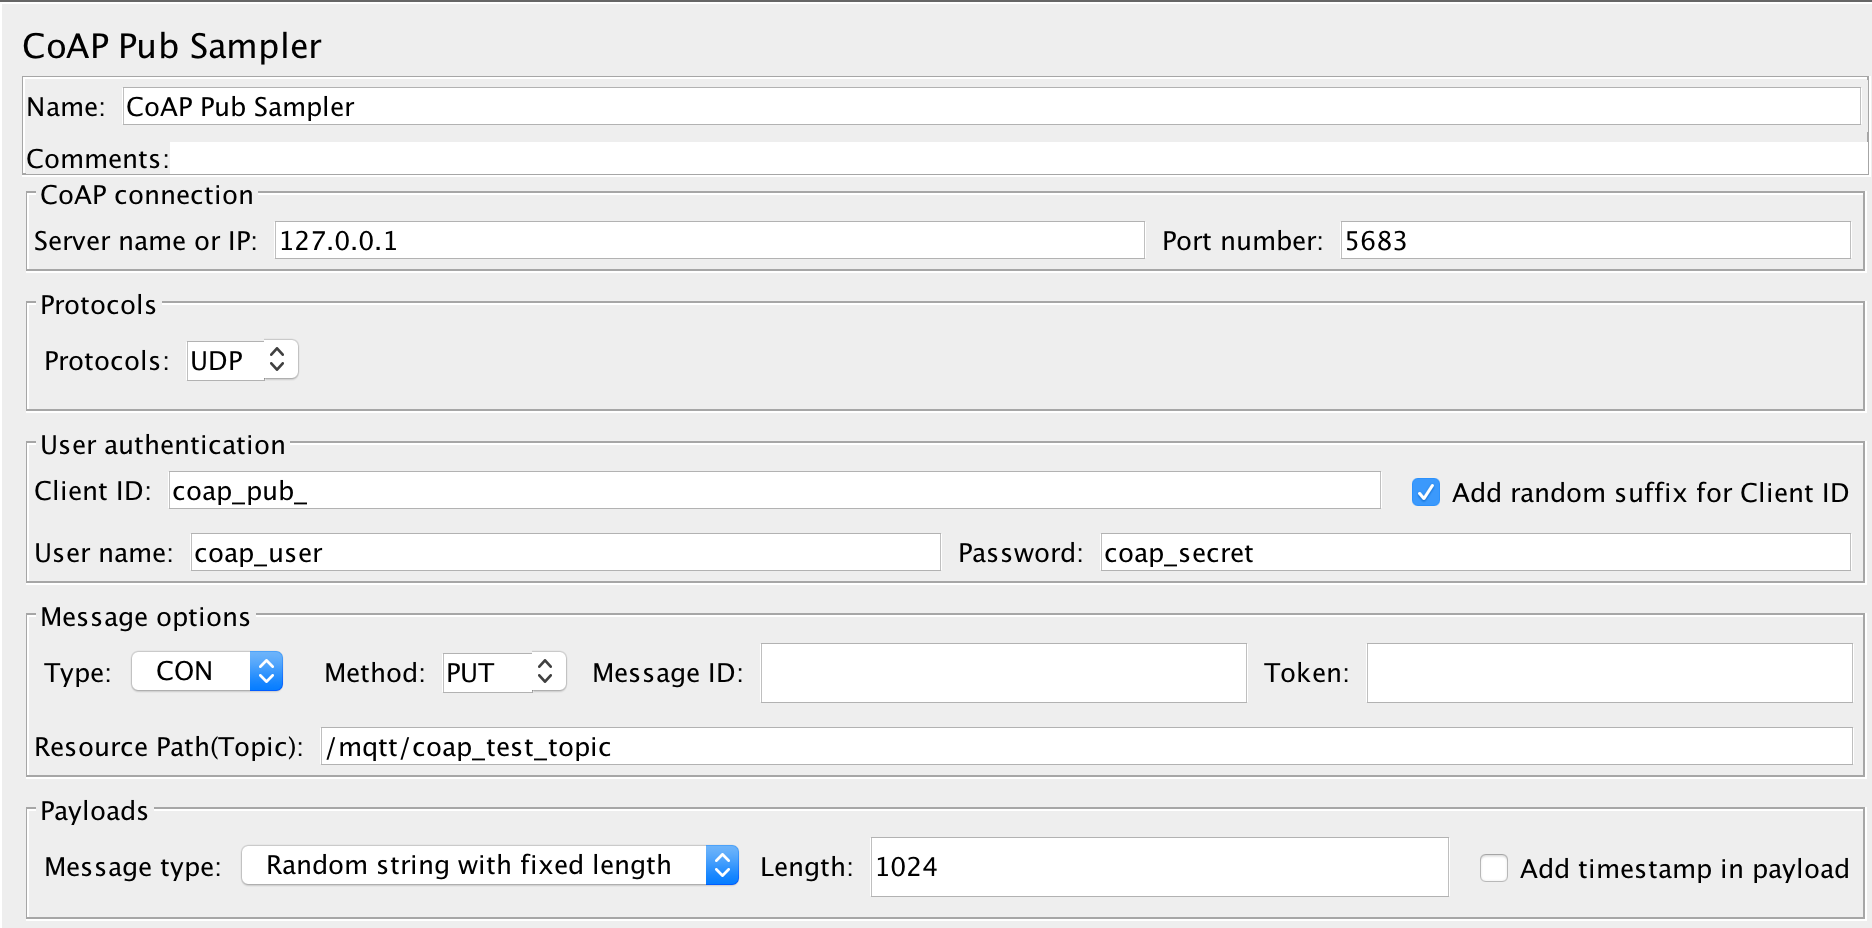 CoAP Pub Sampler
Name: CoAP Pub Sampler
Comments:
CoAP connection
Server name or IP: 127.0.0.1 Port number: 5683
Protocols
Protocols: UDP
User authentication
Client ID: coap_pub_ Add random suffix for Client ID
User name: coap_user Password: coap_secret
Message options
Type: CON Method: PUT Message ID: Token:
Resource Path(Topic): /mqtt/coap_test_topic
Payloads
Message type: Random string with fixed length Length: 1024 Add timestamp in payload